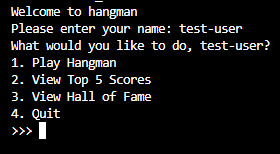 Welcome to hangman
Please enter your name: test-user
What would you like to do, test-user?
1. Play Hangman
2. View Top 5 Scores
3. View Hall of Fame
4. Quit
>>>